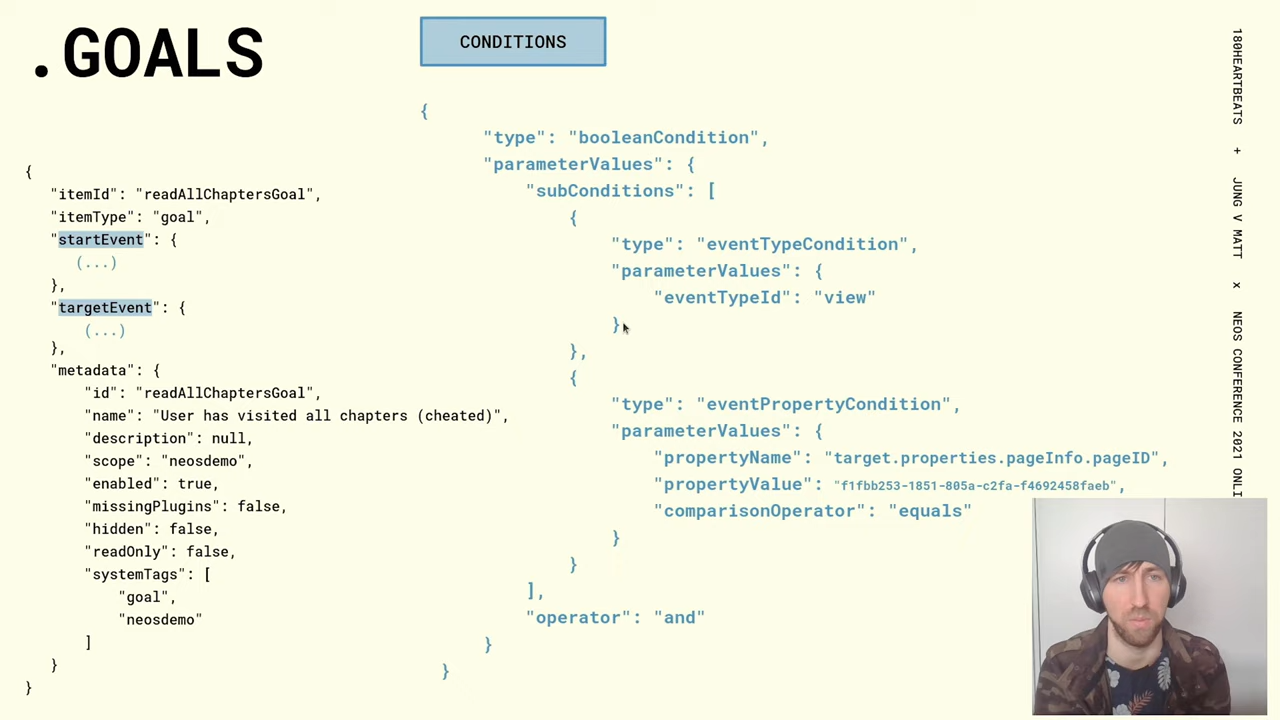 .GOALS
{
"itemId": "readAllChaptersGoal",
"itemType": "goal",
"startEvent": {
(...)
},
"targetEvent": {
(...)
},
"metadata": {
"id": "readAllChaptersGoal",
"name": "User has visited all chapters (cheated)",
"description": null,
"scope": "neosdemo",
"enabled": true,
"missingPlugins": false,
"hidden": false,
"readOnly": false,
"systemTags": [
"goal",
"neosdemo"
]
}
}
CONDITIONS
{
"type": "booleanCondition",
"parameterValues": {
"subConditions": [
{
"type": "eventTypeCondition",
"parameterValues": {
"eventTypeId": "view"
}
},
{
"type": "eventPropertyCondition",
"parameterValues": {
"propertyName": "target.properties.pageInfo.pageID",
"propertyValue": "f1fbb253-1851-805a-c2fa-f4692458faeb",
"comparisonOperator": "equals"
}
}
],
"operator": "and"
}
}
180HEARTBEATS + JUNG V MATT x NEOS CONFERENCE 2021 ONLI